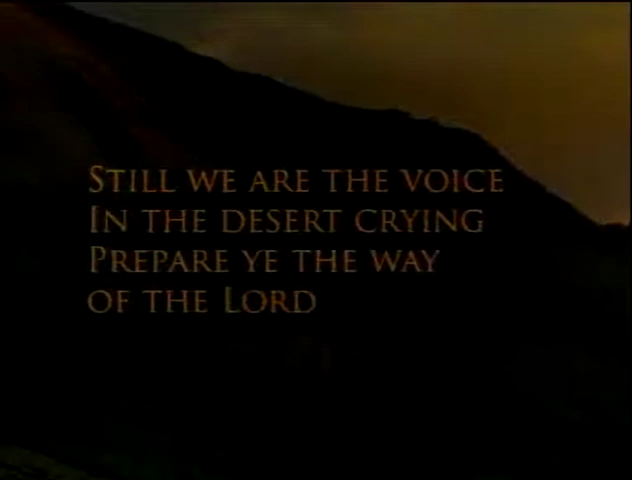 Still we are the voice
In the desert crying
Prepare ye the way
of the Lord